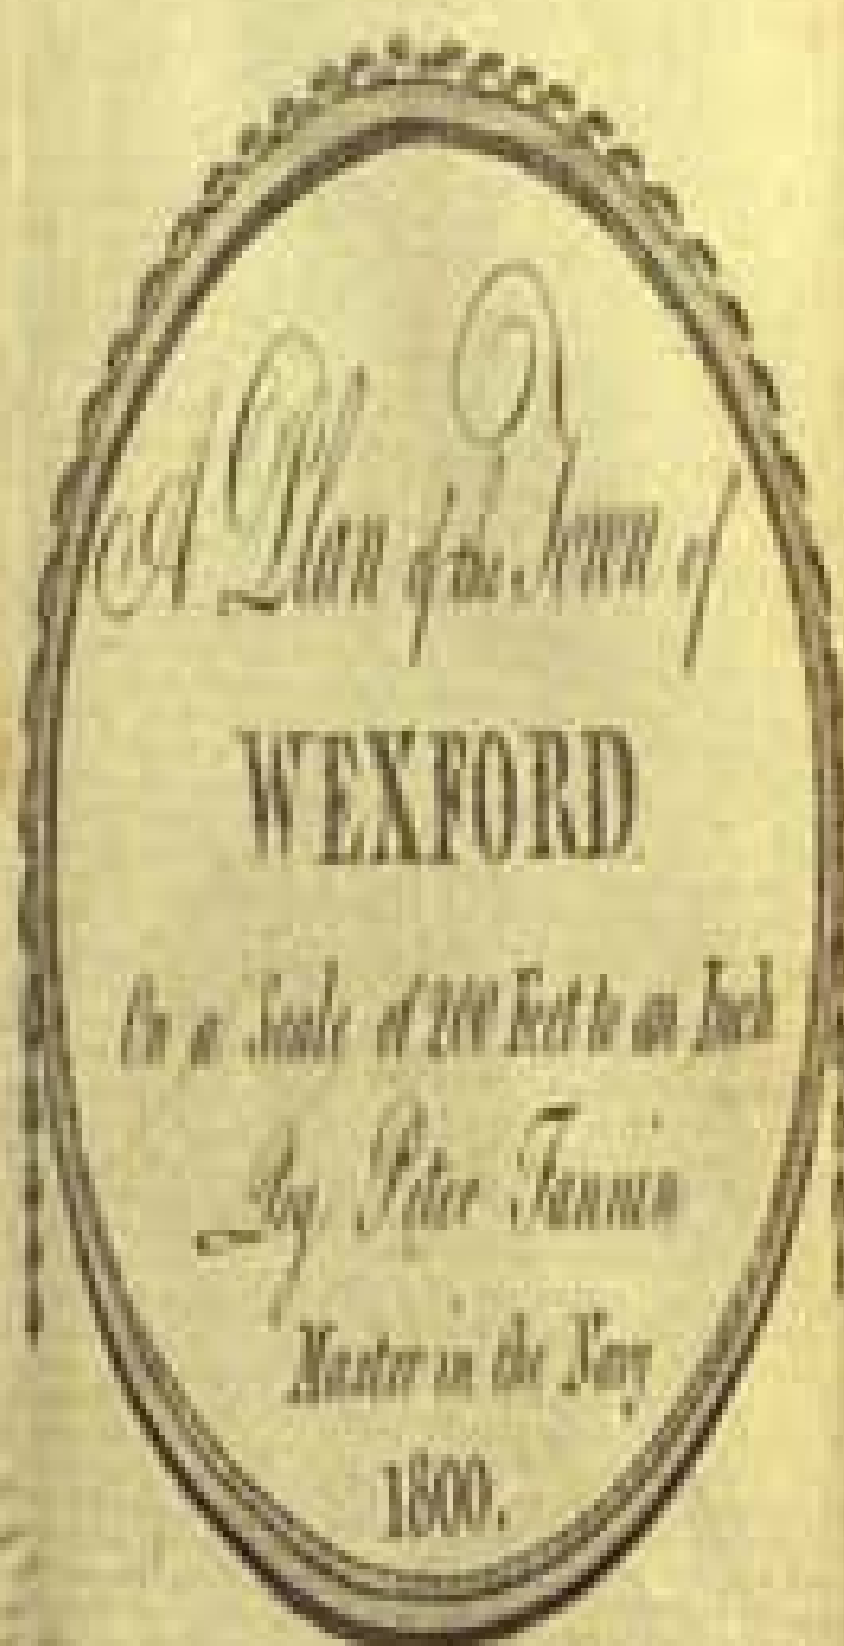 A Plan of the Town of
WEXFORD
On a Scale of 200 Feet to an Inch
By Peter Fannin
Master in the Navy
1800.